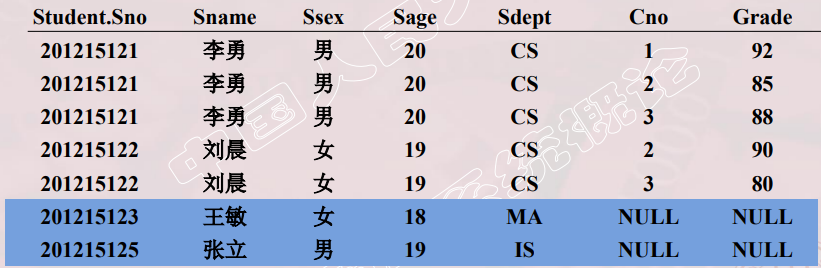 Student.Sno Sname Ssex Sage Sdept Cno Grade
201215121 李勇 男 20 CS 1 92
201215121 李勇 男 20 CS 2 85
201215121 李勇 男 20 CS 3 88
201215122 刘晨 女 19 CS 2 90
201215122 刘晨 女 19 CS 3 80
201215123 王敏 女 18 MA NULL NULL
201215125 张立 男 19 IS NULL NULL